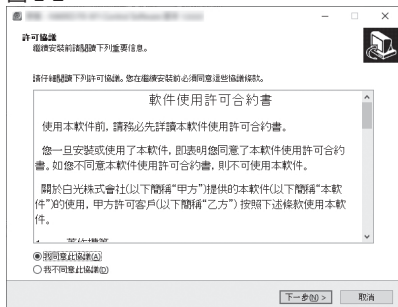 許可協議
繼續安裝前請閱讀下列重要信息。
請仔細閱讀下列許可協議。您在繼續安裝前必須同意這些協議條款。
軟件使用許可合約書
使用本軟件前，請務必先詳讀本軟件使用許可合約書。
您一旦安裝或使用了本軟件，即表明您同意了本軟件使用許可合約
書。如您不同意本軟件使用許可合約書，則不可使用本軟件。
關於白光株式會社(以下簡稱“甲方”)提供的本軟件(以下簡稱“本軟
件”)的使用，甲方許可客戶(以下簡稱“乙方”) 按照下述條款使用本軟
件。
我同意此協議(A)
我不同意此協議(D)
下一步(N) >
取消